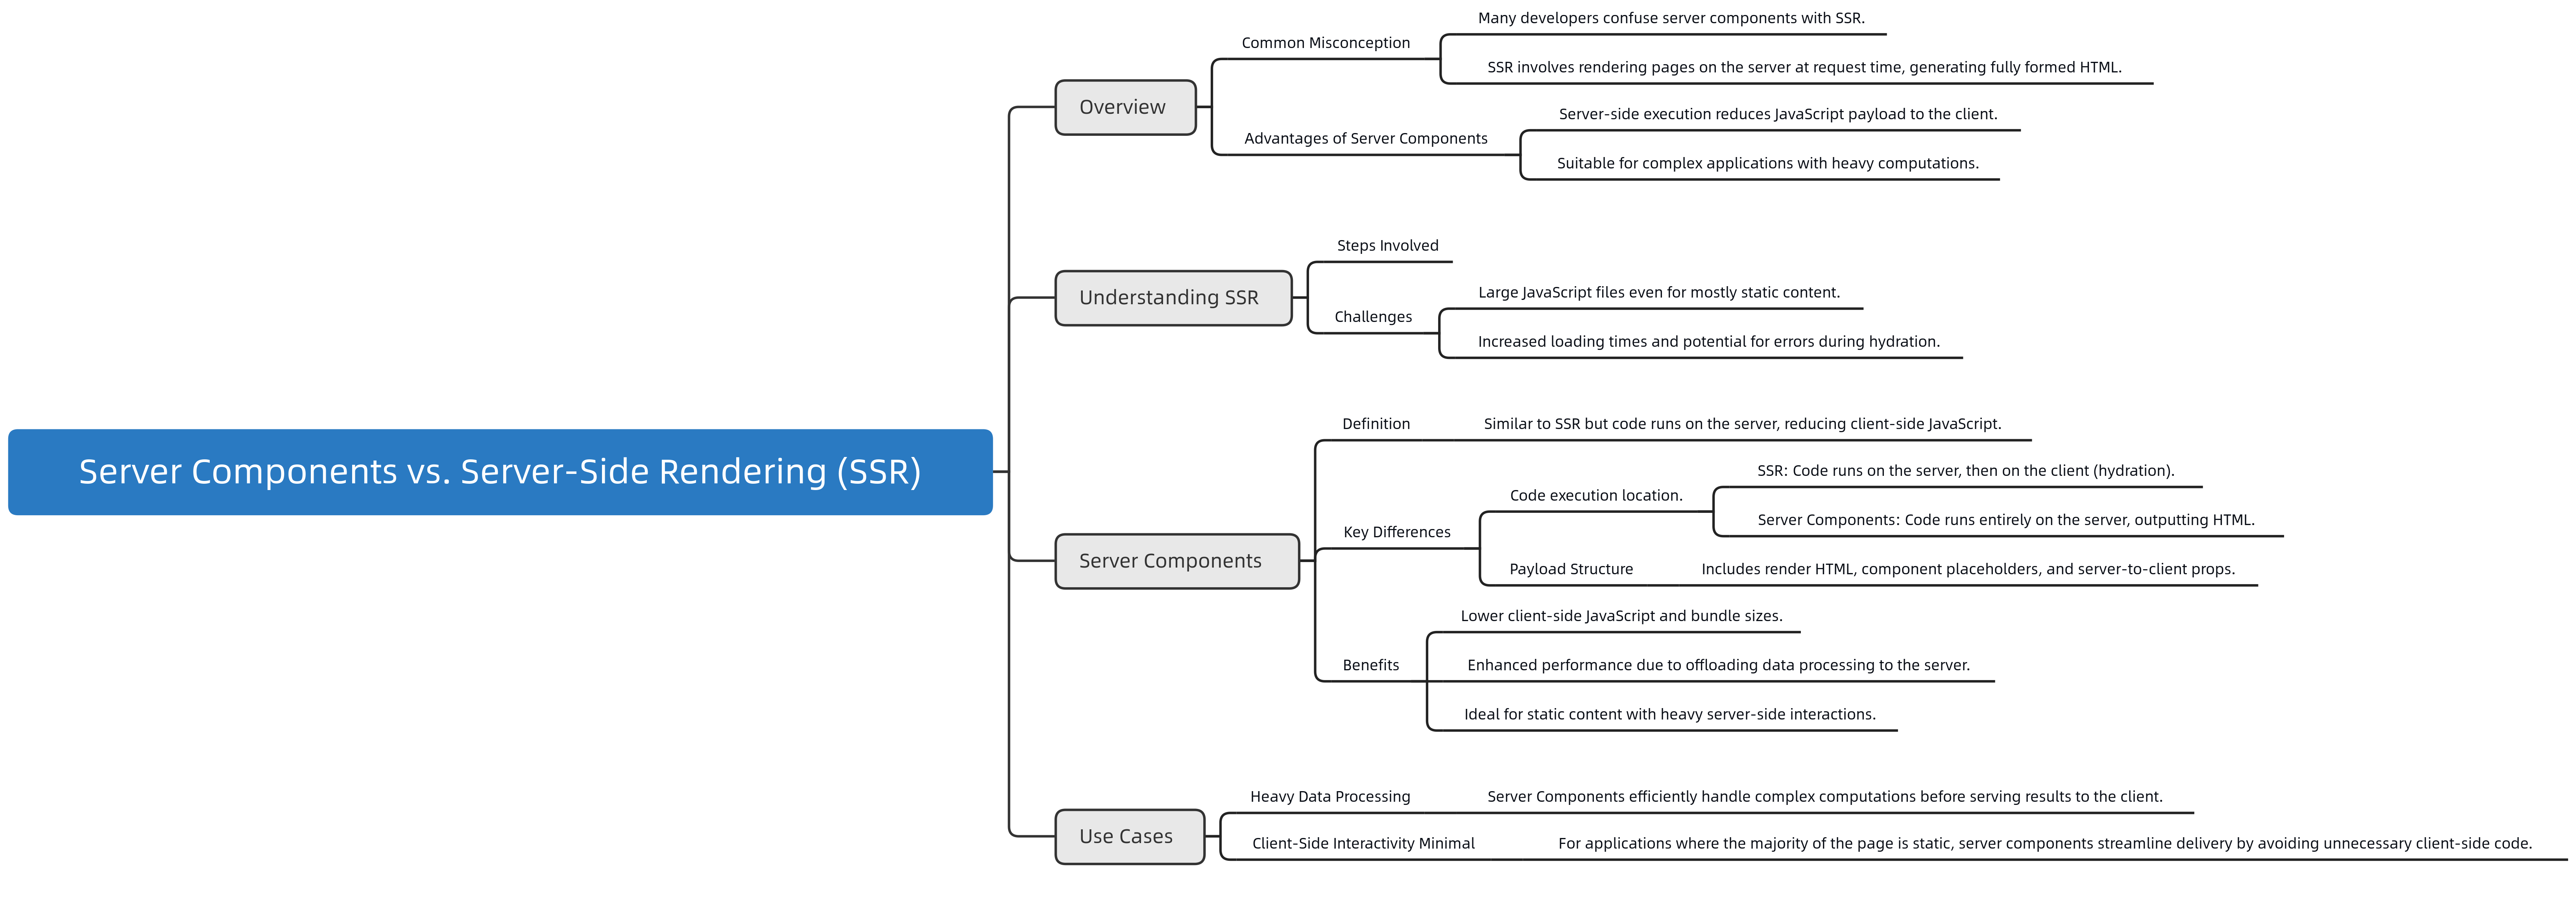 Server Components vs. Server-Side Rendering (SSR)
Overview
Common Misconception
Many developers confuse server components with SSR.
SSR involves rendering pages on the server at request time, generating fully formed HTML.
Advantages of Server Components
Server-side execution reduces JavaScript payload to the client.
Suitable for complex applications with heavy computations.
Understanding SSR
Steps Involved
Challenges
Large JavaScript files even for mostly static content.
Increased loading times and potential for errors during hydration.
Server Components
Definition
Similar to SSR but code runs on the server, reducing client-side JavaScript.
Key Differences
Code execution location.
SSR: Code runs on the server, then on the client (hydration).
Server Components: Code runs entirely on the server, outputting HTML.
Payload Structure
Includes render HTML, component placeholders, and server-to-client props.
Benefits
Lower client-side JavaScript and bundle sizes.
Enhanced performance due to offloading data processing to the server.
Ideal for static content with heavy server-side interactions.
Use Cases
Heavy Data Processing
Server Components efficiently handle complex computations before serving results to the client.
Client-Side Interactivity Minimal
For applications where the majority of the page is static, server components streamline delivery by avoiding unnecessary client-side code.